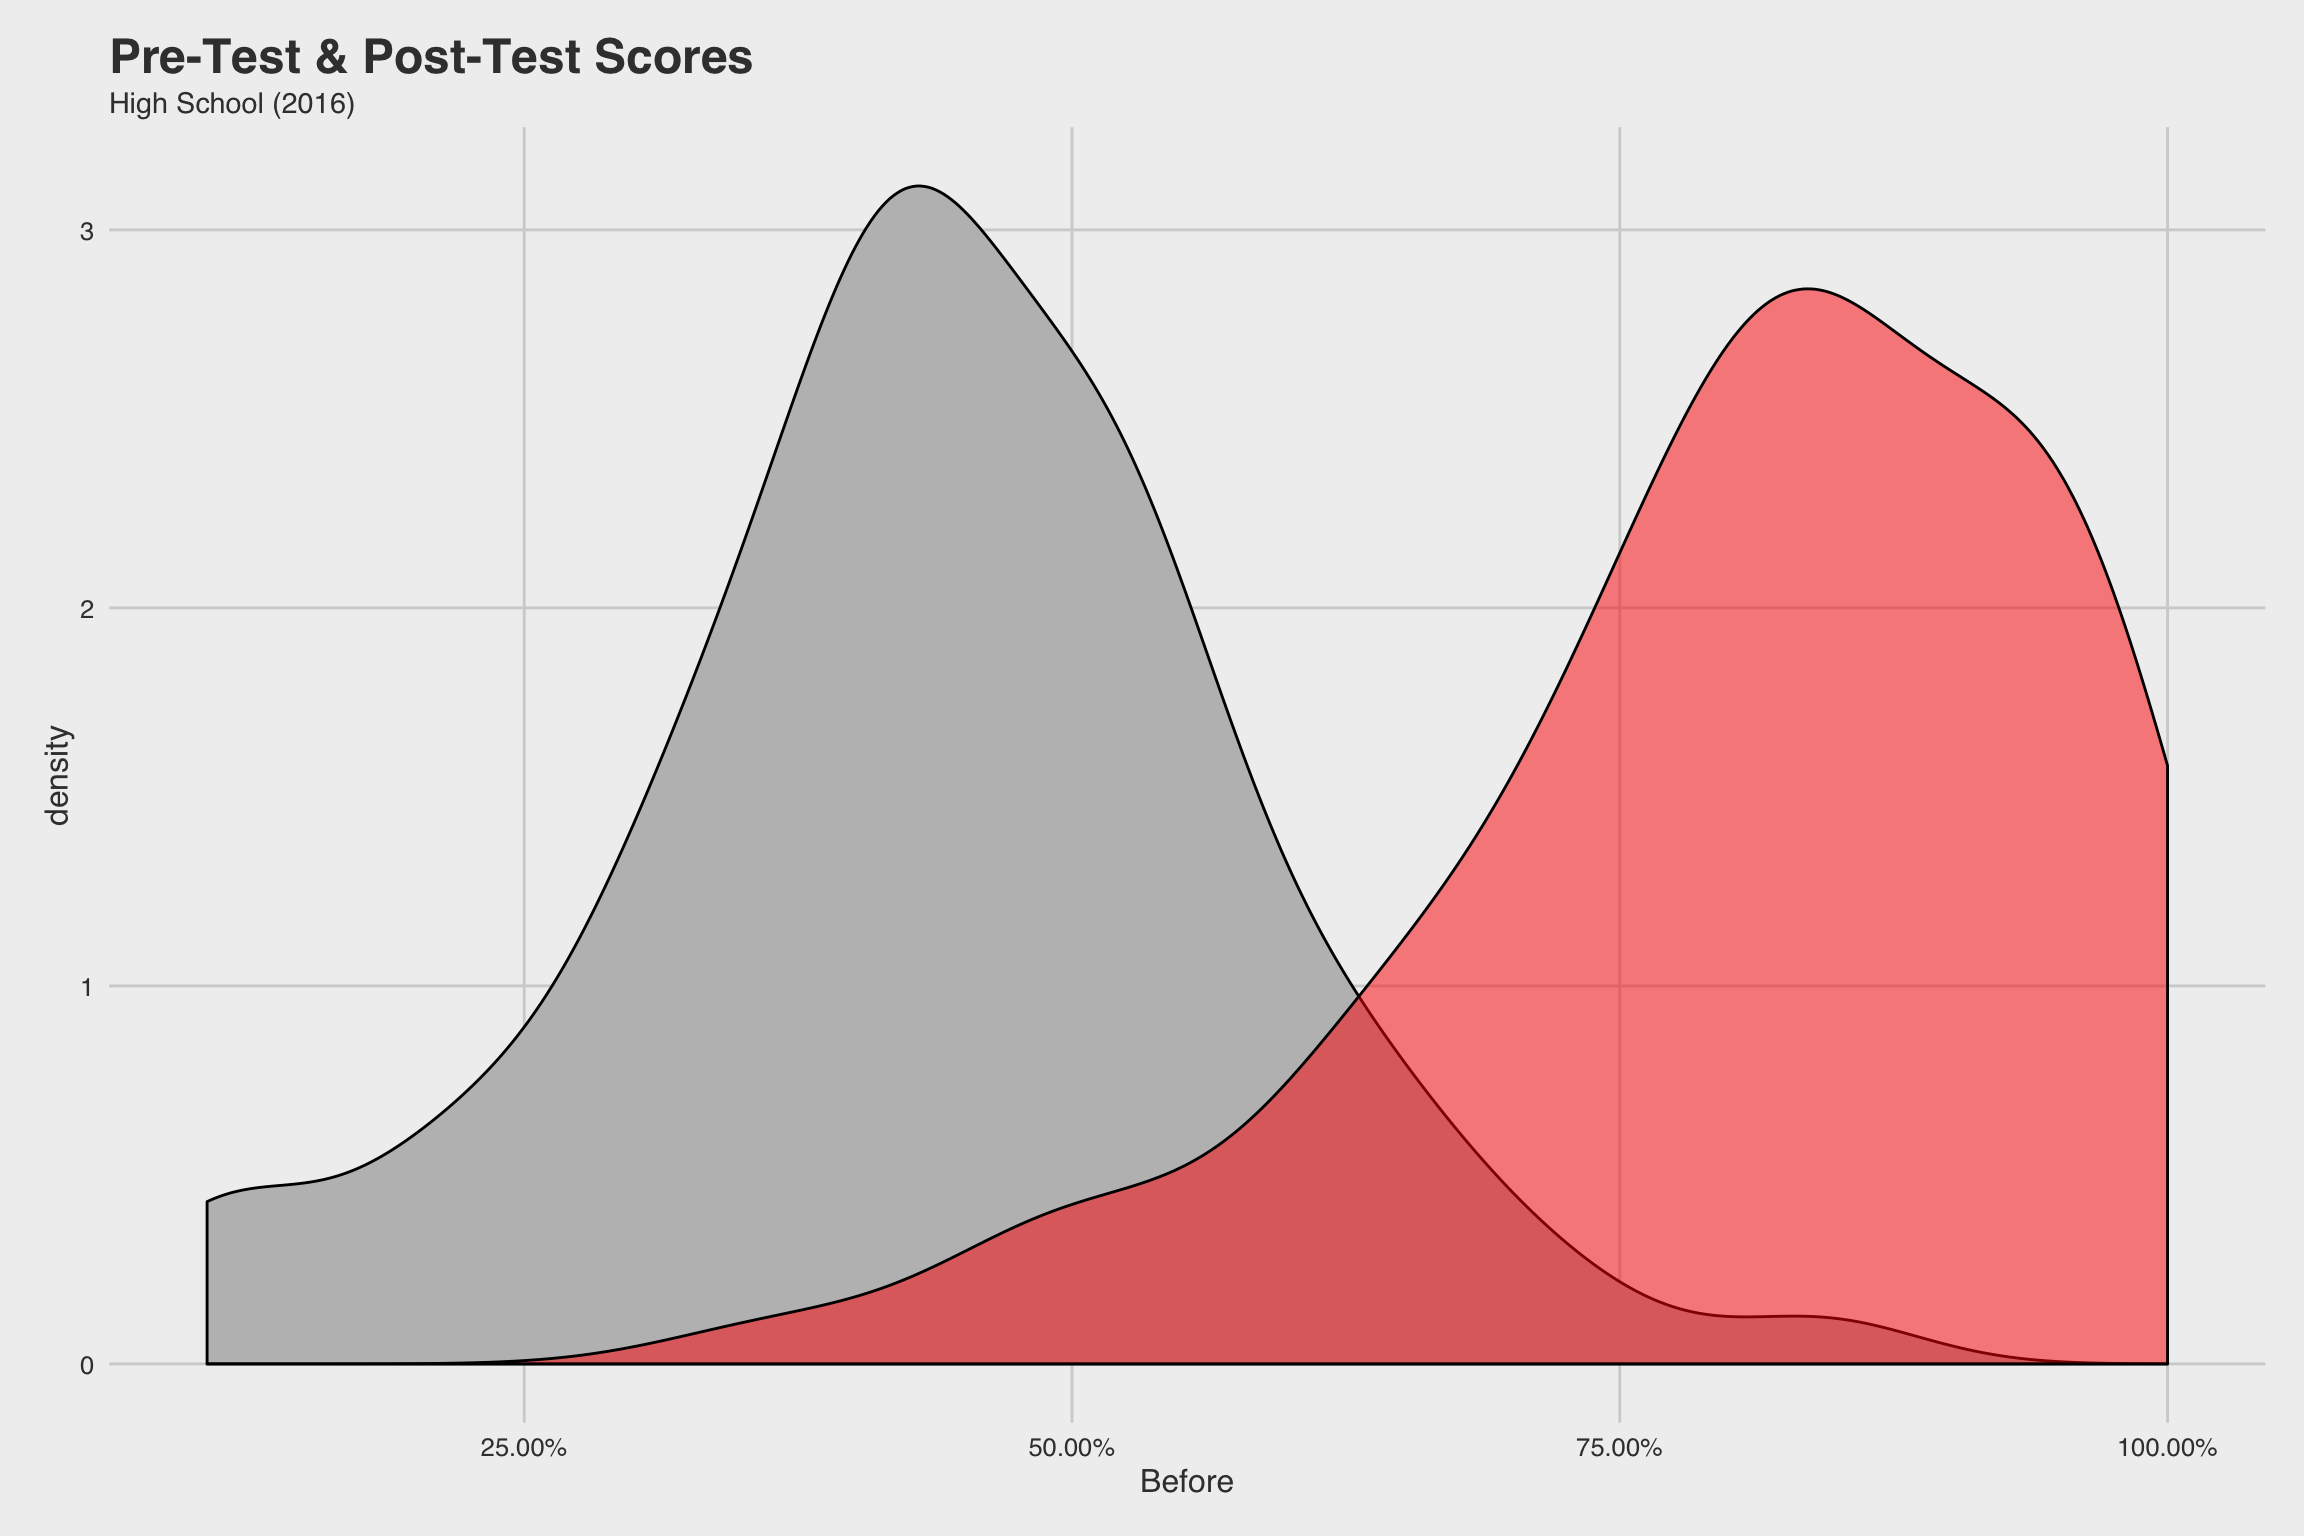 Pre-Test & Post-Test Scores
High School (2016)
3
2
1
0
density
25.00%
50.00%
75.00%
100.00%
Before